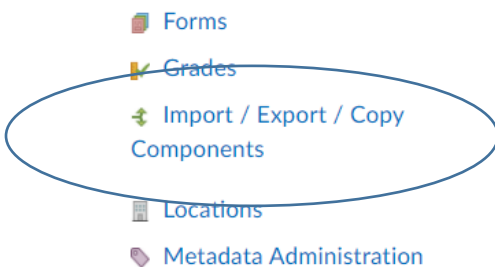 Forms
Grades
Import / Export / Copy
Components
Locations
Metadata Administration